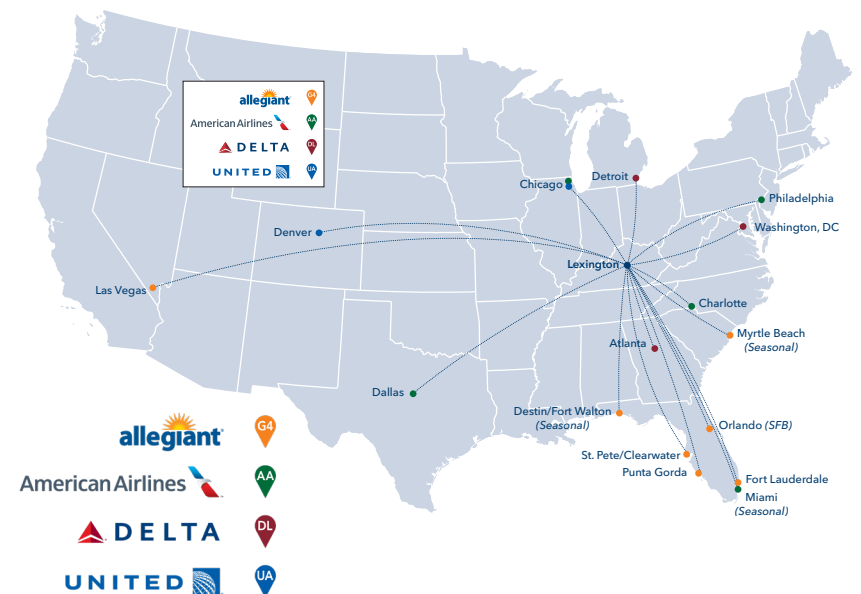 allegiant G4
American Airlines AA
DELTA DL
UNITED UA
Chicago
Detroit
Philadelphia
Washington, DC
Denver
Lexington
Las Vegas
Charlotte
Myrtle Beach
(Seasonal)
Atlanta
Dallas
Destin/Fort Walton
(Seasonal)
Orlando (SFB)
St. Pete/Clearwater
Punta Gorda
Fort Lauderdale
Miami
(Seasonal)
allegiant G4
American Airlines AA
DELTA DL
UNITED UA